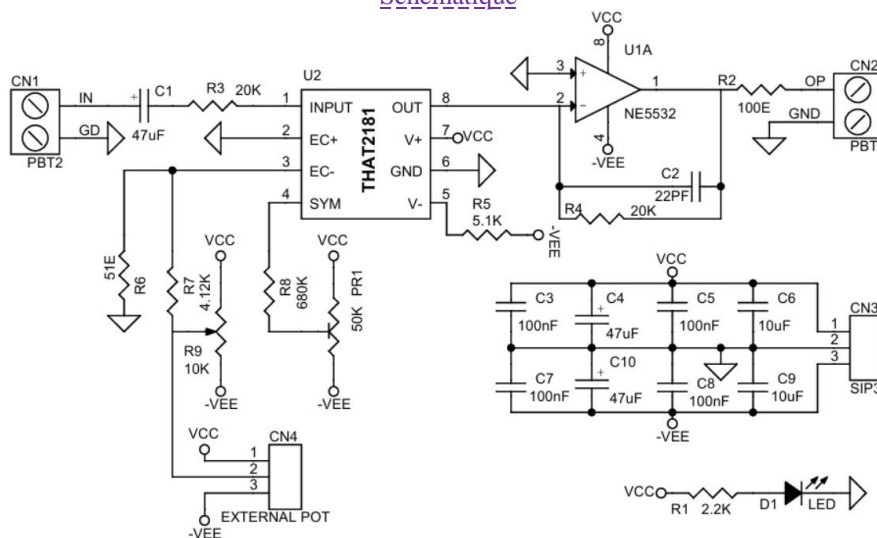 Schématique
VCC
8
U1A
CN1
IN
+
C1
R3
20K
U2
1
INPUT
OUT
8
3
+
2
−
1
R2
OP
CN2
47uF
GD
PBT2
2
EC+
V+
7
VCC
NE5532
4
-VEE
100E
GND
PBT
3
EC-
GND
6
THAT2181
4
SYM
V-
5
R5
5.1K
-VEE
C2
22PF
R4
20K
51E
R6
R7
4.12K
VCC
R8
680K
VCC
50K
PR1
R9
10K
-VEE
-VEE
VCC
C3
100nF
+
C4
47uF
C5
100nF
C6
10uF
CN3
1
2
3
SIP3
C7
100nF
+
C10
47uF
C8
100nF
C9
10uF
-VEE
VCC
CN4
1
2
3
-VEE
EXTERNAL POT
VCC
R1
2.2K
D1
LED